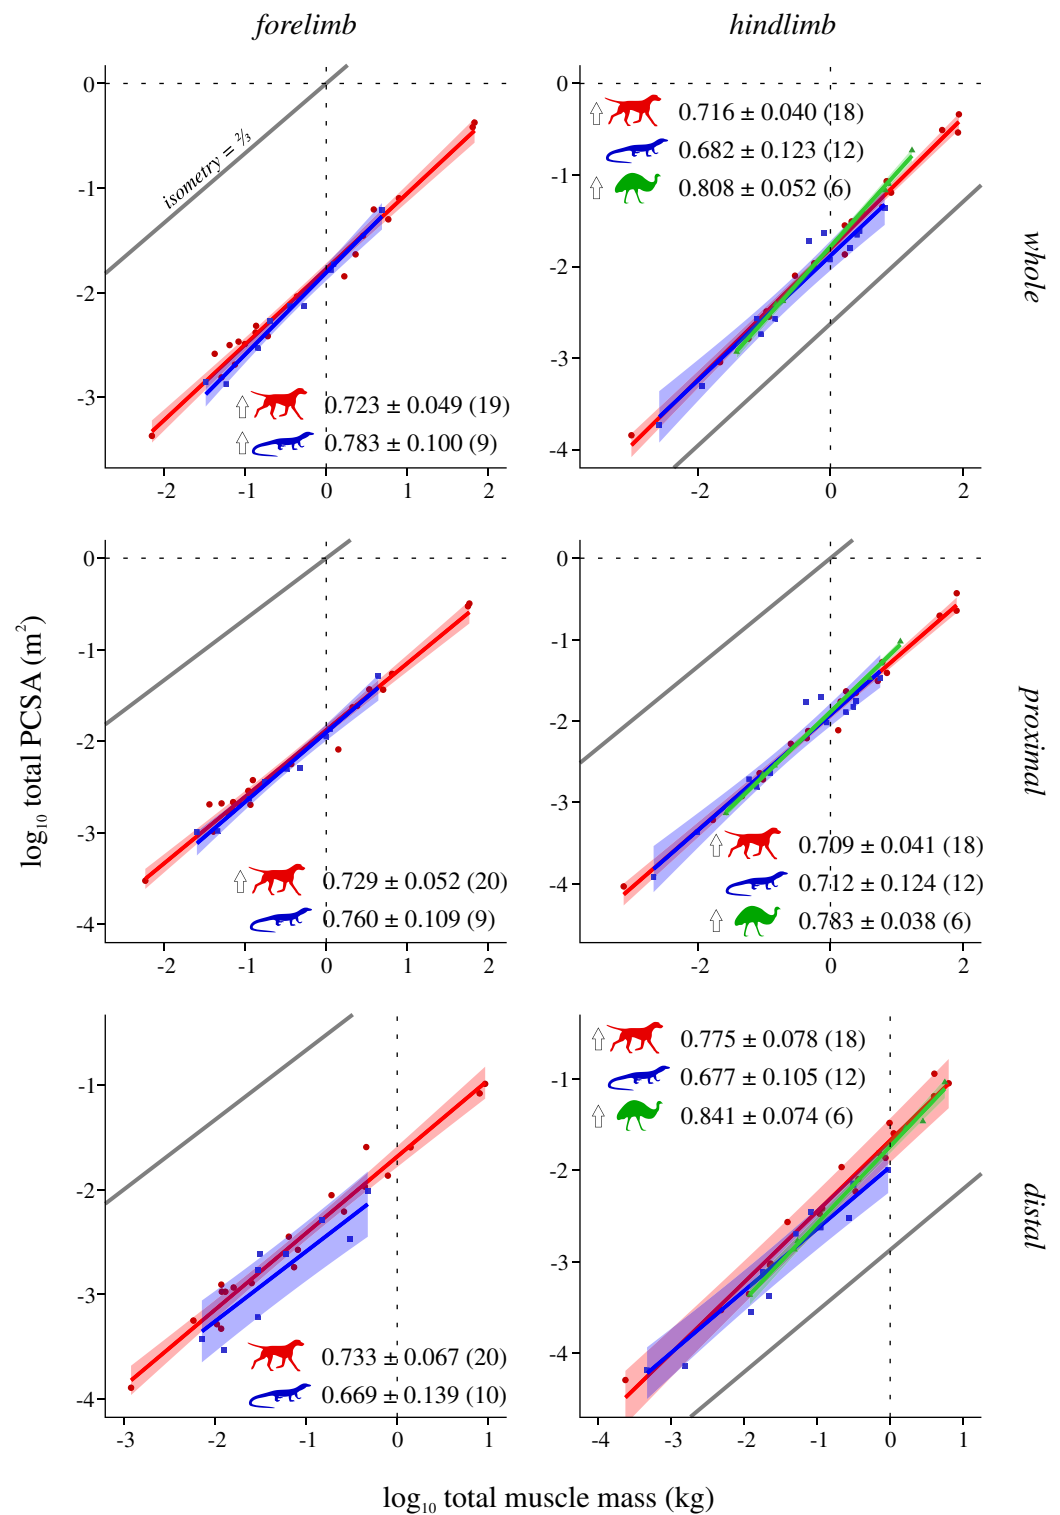 forelimb
hindlimb
whole
proximal
distal
log₁₀ total PCSA (m²)
log₁₀ total muscle mass (kg)
isometry = ⅔
0
-1
-2
-3
-2
-1
0
1
2
0.723 ± 0.049 (19)
0.783 ± 0.100 (9)
0
-1
-2
-3
-4
-2
0
2
0.716 ± 0.040 (18)
0.682 ± 0.123 (12)
0.808 ± 0.052 (6)
0
-1
-2
-3
-4
-2
-1
0
1
2
0.729 ± 0.052 (20)
0.760 ± 0.109 (9)
0
-1
-2
-3
-4
-2
0
2
0.709 ± 0.041 (18)
0.712 ± 0.124 (12)
0.783 ± 0.038 (6)
-1
-2
-3
-4
-3
-2
-1
0
1
0.733 ± 0.067 (20)
0.669 ± 0.139 (10)
-1
-2
-3
-4
-4
-3
-2
-1
0
1
0.775 ± 0.078 (18)
0.677 ± 0.105 (12)
0.841 ± 0.074 (6)